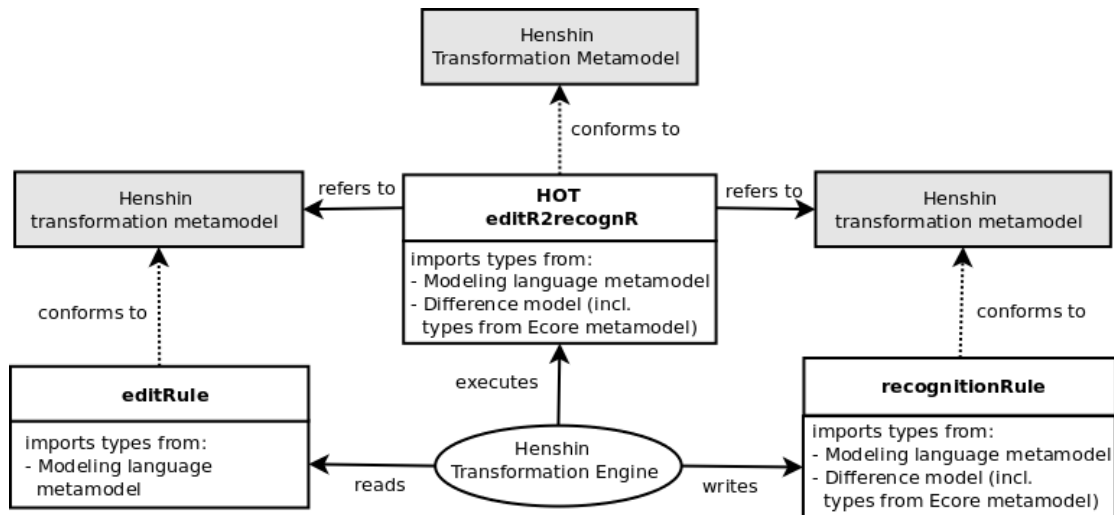 Henshin
Transformation Metamodel
conforms to
Henshin
transformation metamodel
refers to
HOT
editR2recognR
refers to
Henshin
transformation metamodel
imports types from:
- Modeling language metamodel
- Difference model (incl.
types from Ecore metamodel)
conforms to
conforms to
executes
editRule
imports types from:
- Modeling language
metamodel
reads
Henshin
Transformation Engine
writes
recognitionRule
imports types from:
- Modeling language metamodel
- Difference model (incl.
types from Ecore metamodel)